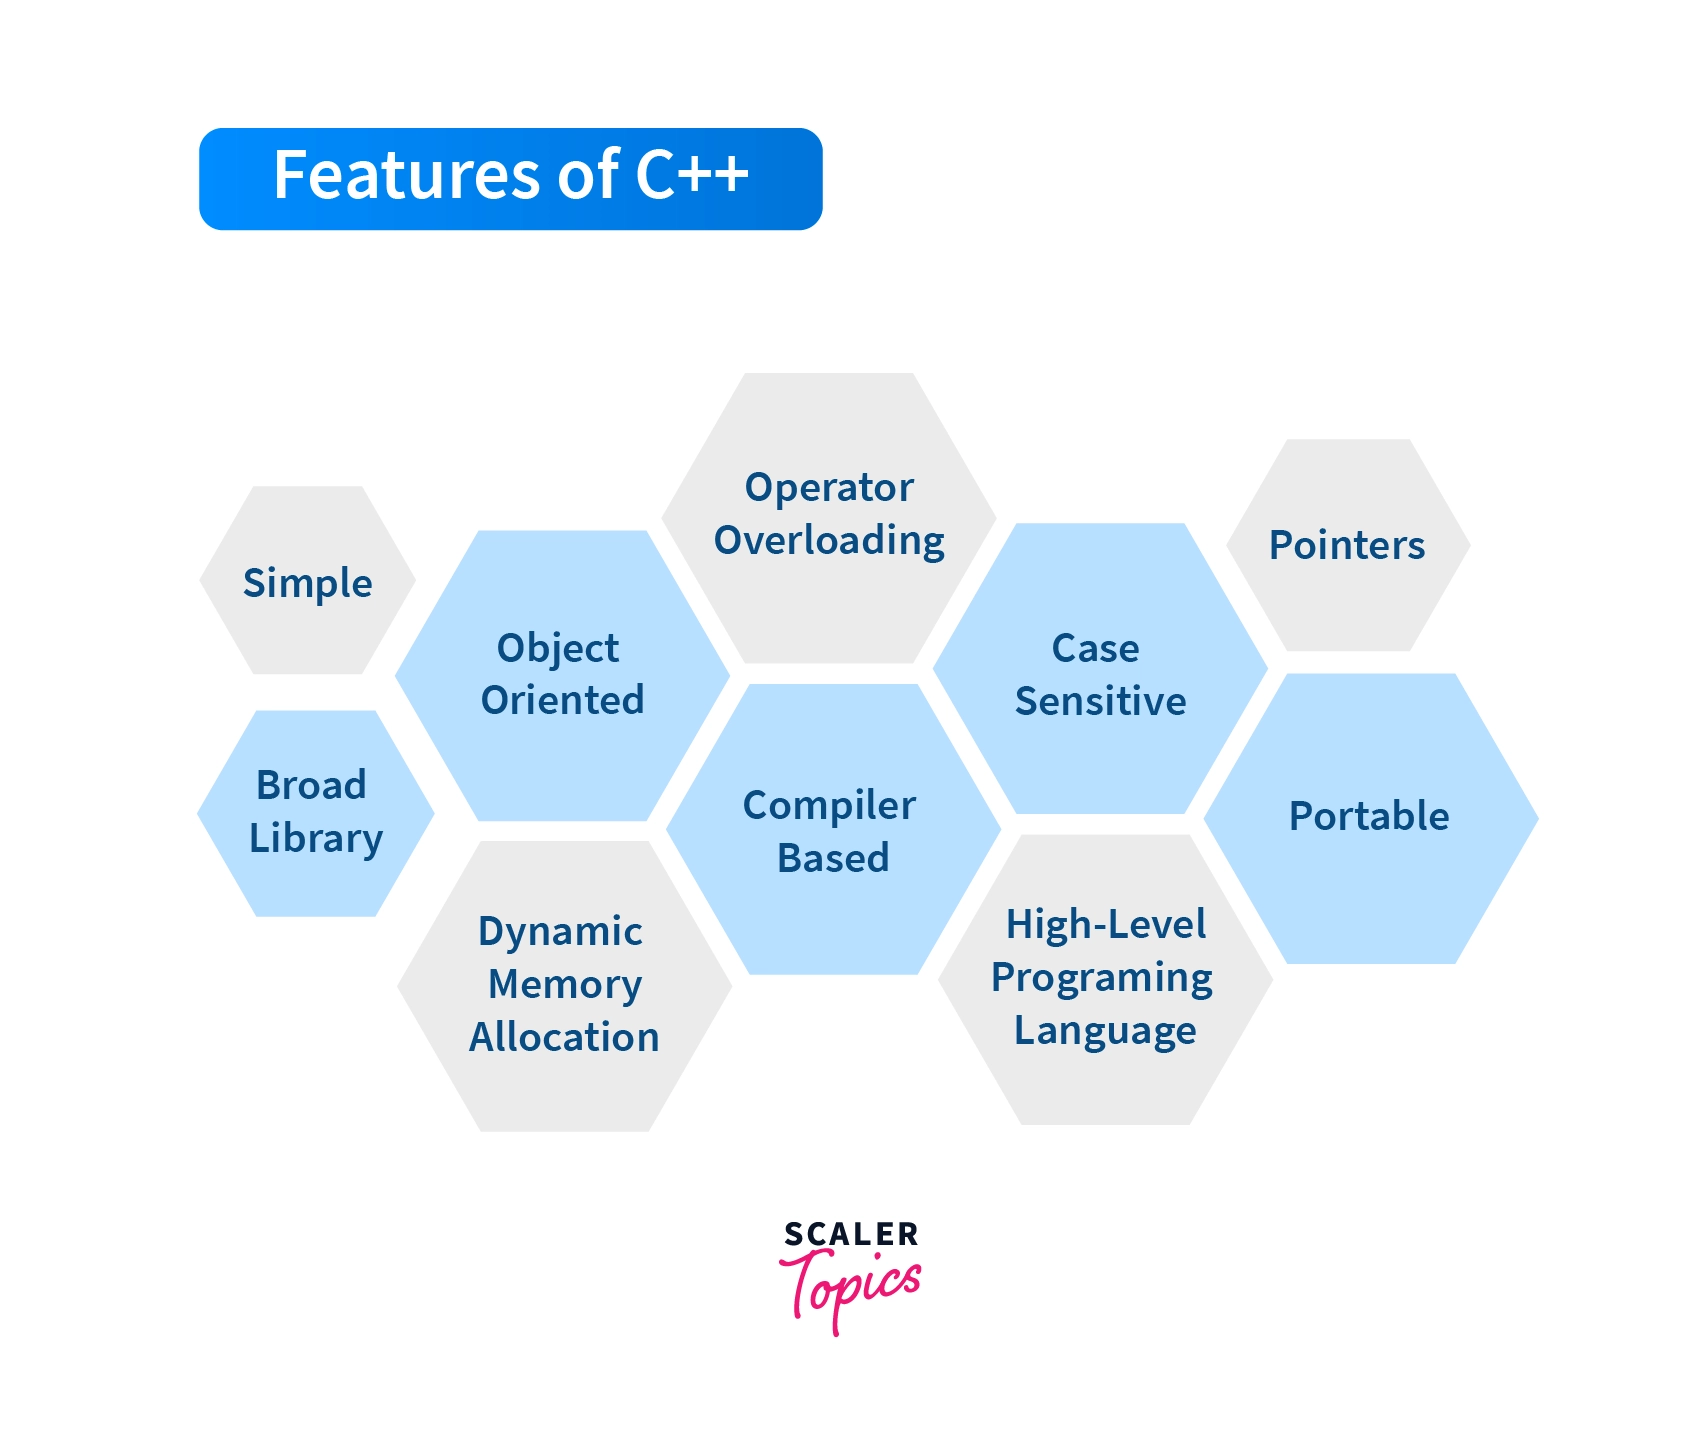 Features of C++
Operator
Overloading
Pointers
Simple
Object
Oriented
Case
Sensitive
Broad
Library
Compiler
Based
Portable
Dynamic
Memory
Allocation
High-Level
Programing
Language
SCALER
Topics